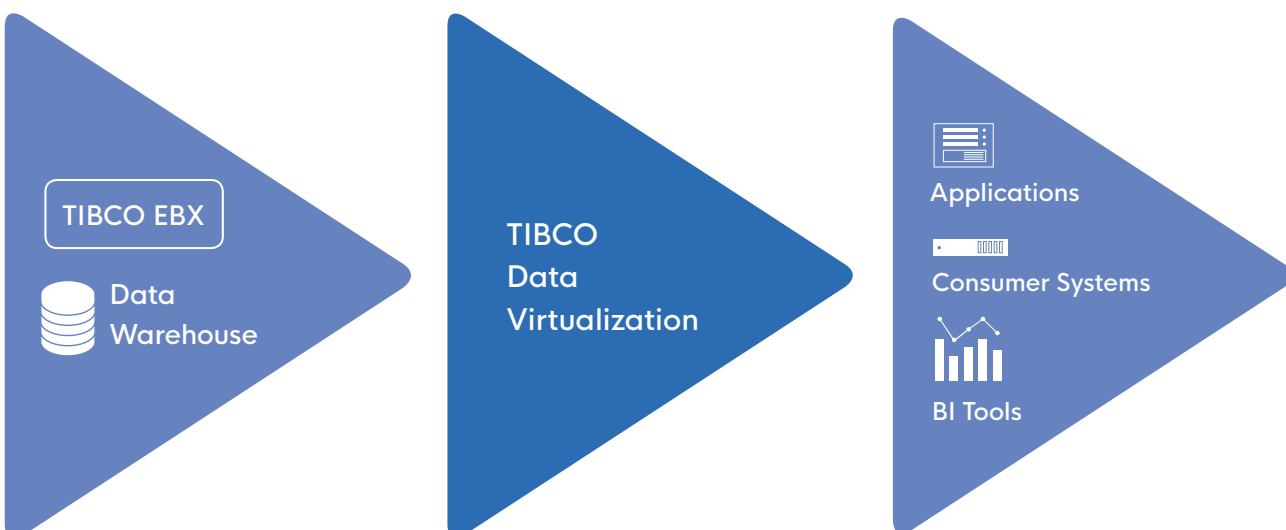 TIBCO EBX
Data
Warehouse
TIBCO
Data
Virtualization
Applications
Consumer Systems
BI Tools